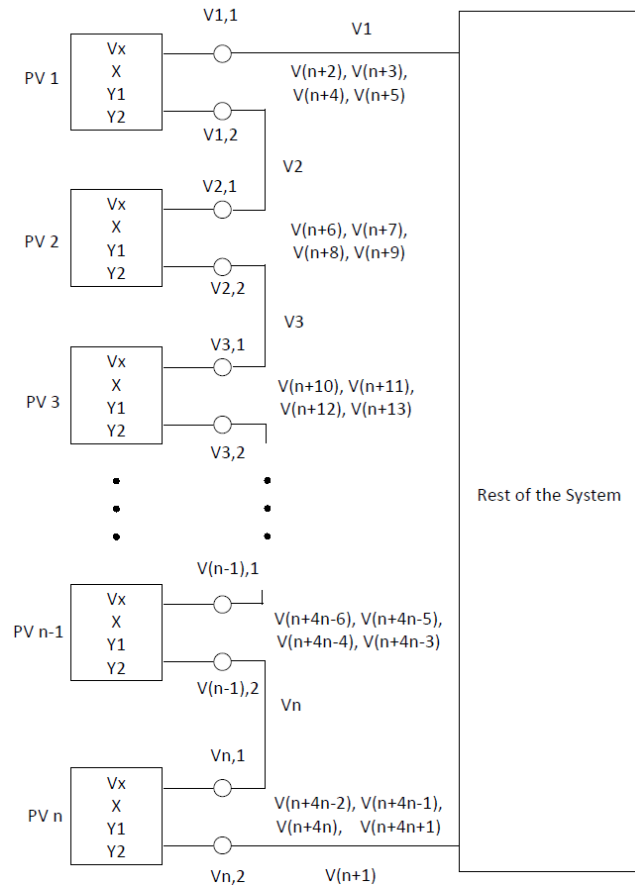 V1,1
V1
PV 1
Vx
X
Y1
Y2
V(n+2), V(n+3),
V(n+4), V(n+5)
V1,2
V2
V2,1
PV 2
Vx
X
Y1
Y2
V(n+6), V(n+7),
V(n+8), V(n+9)
V2,2
V3
V3,1
PV 3
Vx
X
Y1
Y2
V(n+10), V(n+11),
V(n+12), V(n+13)
V3,2
Rest of the System
V(n-1),1
PV n-1
Vx
X
Y1
Y2
V(n+4n-6), V(n+4n-5),
V(n+4n-4), V(n+4n-3)
V(n-1),2
Vn
Vn,1
PV n
Vx
X
Y1
Y2
V(n+4n-2), V(n+4n-1),
V(n+4n), V(n+4n+1)
Vn,2
V(n+1)